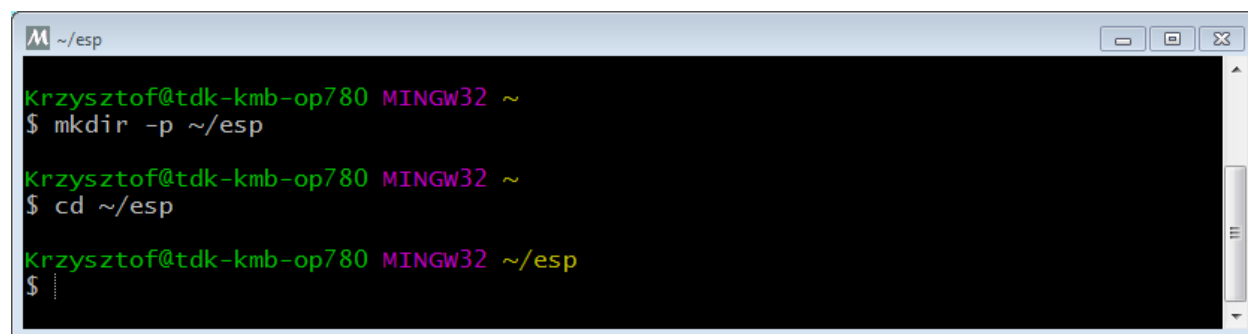 ~/esp
Krzysztof@tdk-kmb-op780 MINGW32 ~
$ mkdir -p ~/esp
Krzysztof@tdk-kmb-op780 MINGW32 ~
$ cd ~/esp
Krzysztof@tdk-kmb-op780 MINGW32 ~/esp
$